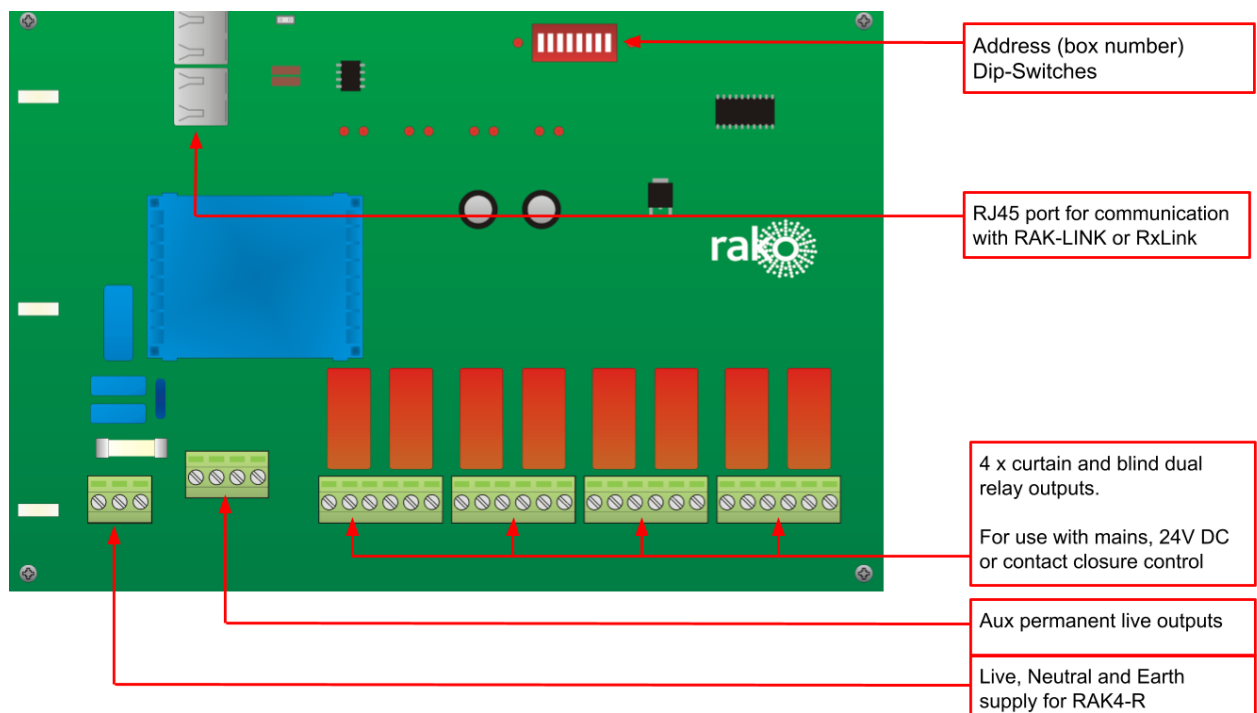 Address (box number)
Dip-Switches
RJ45 port for communication
with RAK-LINK or RxLink
rako
4 x curtain and blind dual
relay outputs.
For use with mains, 24V DC
or contact closure control
Aux permanent live outputs
Live, Neutral and Earth
supply for RAK4-R